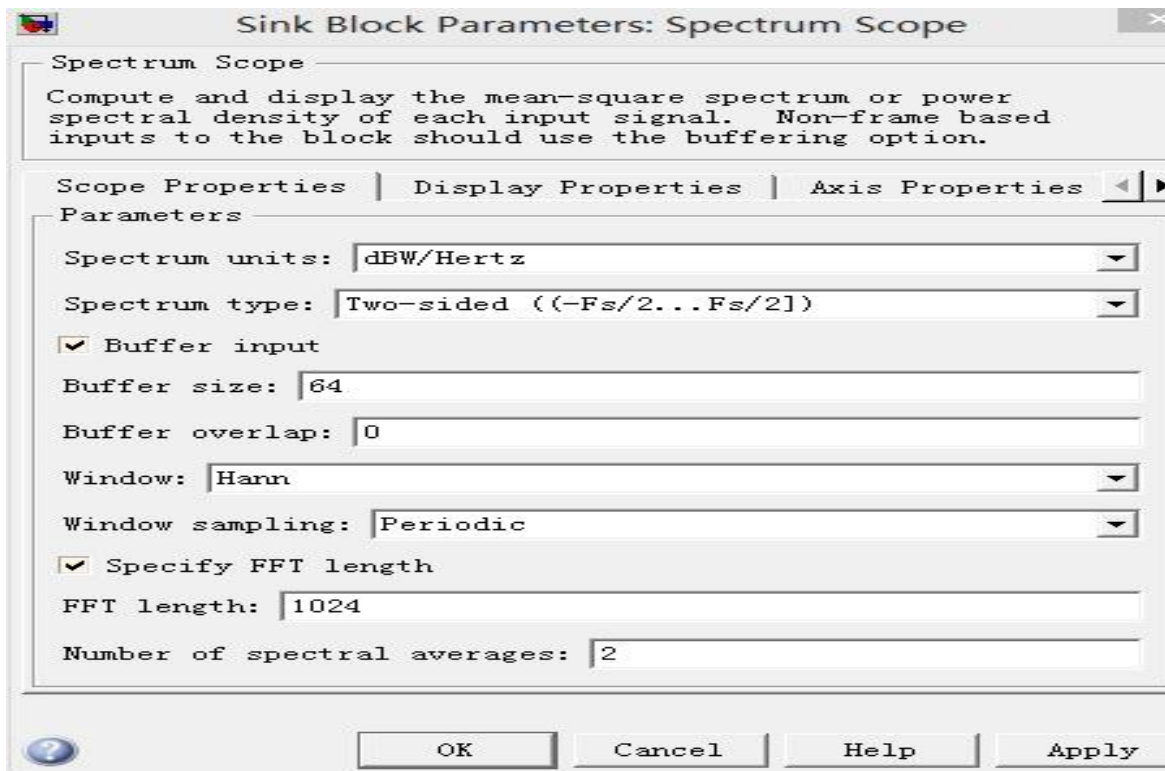 Sink Block Parameters: Spectrum Scope
Spectrum Scope
Compute and display the mean-square spectrum or power
spectral density of each input signal.  Non-frame based
inputs to the block should use the buffering option.
Scope Properties | Display Properties | Axis Properties
Parameters
Spectrum units: dBW/Hertz
Spectrum type: Two-sided ((-Fs/2...Fs/2])
Buffer input
Buffer size: 64
Buffer overlap: 0
Window: Hann
Window sampling: Periodic
Specify FFT length
FFT length: 1024
Number of spectral averages: 2
OK Cancel Help Apply